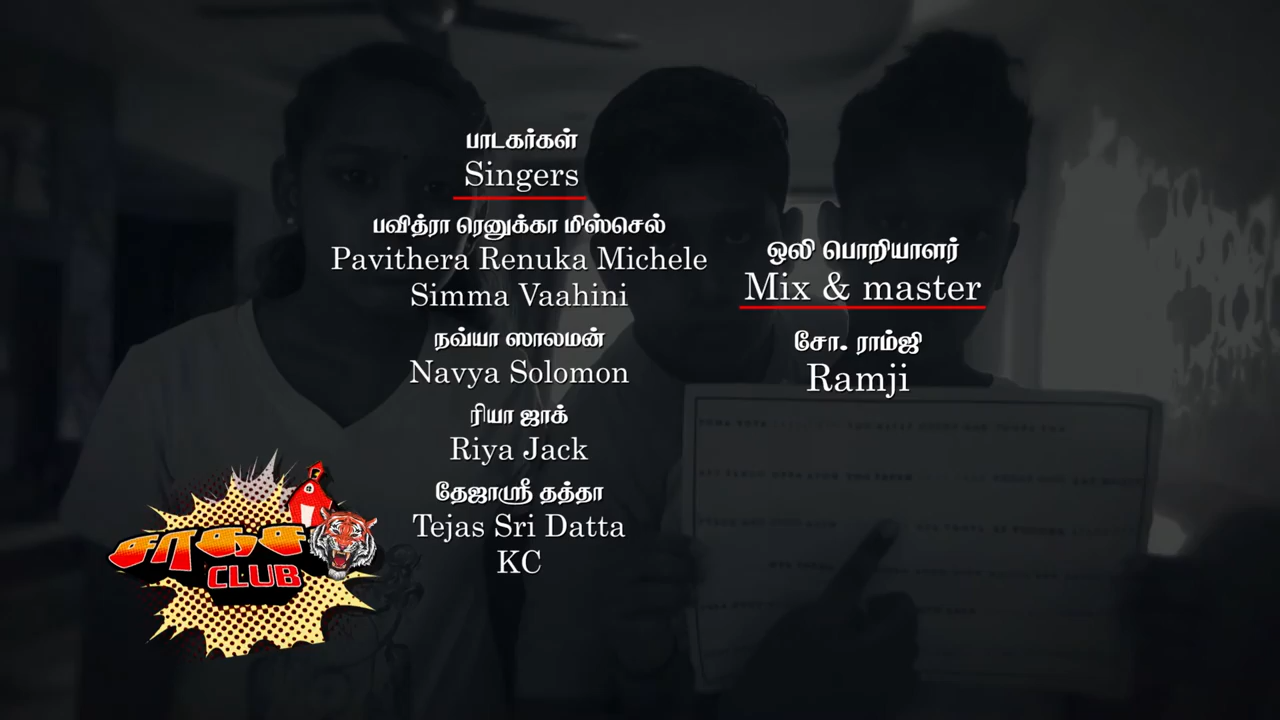 பாடகர்கள்
Singers
பவித்ரா ரெனுக்கா மிஸ்செல்
Pavithera Renuka Michele
Simma Vaahini
நவ்யா ஸாலமன்
Navya Solomon
ரியா ஜாக்
Riya Jack
தேஜாஸ்ரீ தத்தா
Tejas Sri Datta
KC
ஒலி பொறியாளர்
Mix & master
சோ. ராம்ஜி
Ramji
சாகச
CLUB